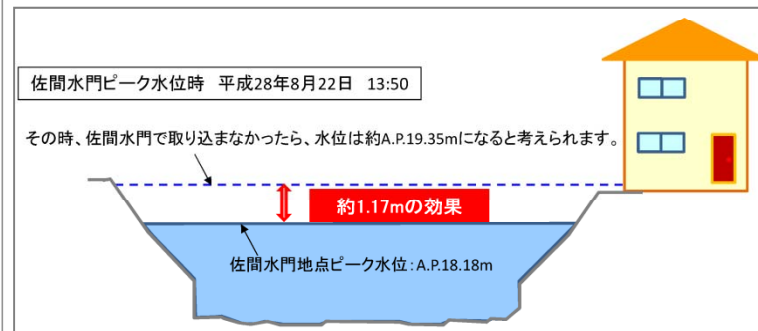 佐間水門ピーク水位時　平成28年8月22日　13:50
その時、佐間水門で取り込まなかったら、水位は約A.P.19.35mになると考えられます。
約1.17mの効果
佐間水門地点ピーク水位：A.P.18.18m